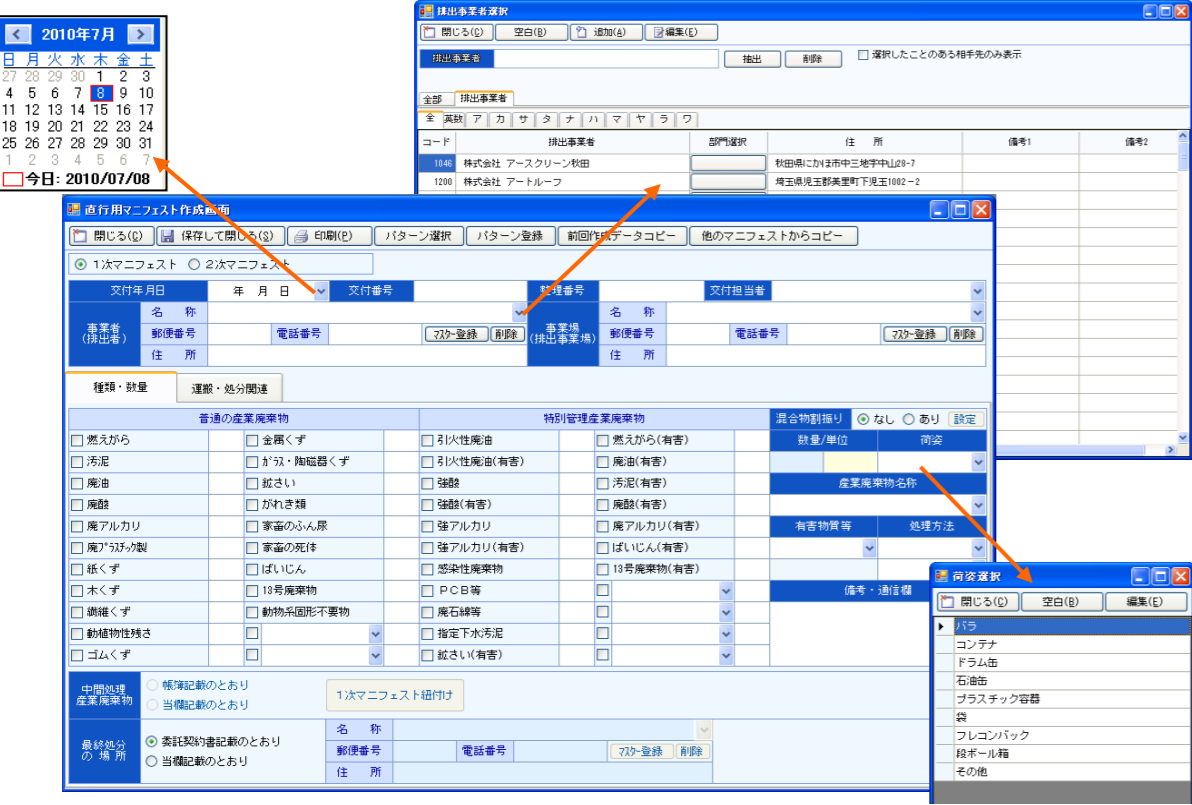 2010年7月
日 月 火 水 木 金 土
27 28 29 30 1 2 3
4 5 6 7 8 9 10
11 12 13 14 15 16 17
18 19 20 21 22 23 24
25 26 27 28 29 30 31
1 2 3 4 5 6 7
今日: 2010/07/08
排出事業者選択
閉じる(C) 空白(B) 追加(A) 編集(E)
排出事業者 抽出 削除 選択したことのある相手先のみ表示
全部 排出事業者
全 英数 ア カ サ タ ナ ハ マ ヤ ラ ワ
コード 排出事業者 部門選択 住 所 備考1 備考2
1046 株式会社 アースクリーン秋田 秋田県にかほ市中三地字中山28-7
1200 株式会社 アートルーフ 埼玉県児玉郡美里町下児玉1002-2
直行用マニフェスト作成画面
閉じる(C) 保存して閉じる(S) 印刷(P) パターン選択 パターン登録 前回作成データコピー 他のマニフェストからコピー
1次マニフェスト 2次マニフェスト
交付年月日 年 月 日 交付番号 整理番号 交付担当者
事業者(排出者) 名 称 事業場(排出事業場) 名 称
郵便番号 電話番号 マスター登録 削除 郵便番号 電話番号 マスター登録 削除
住 所 住 所
種類・数量 運搬・処分関連
普通の産業廃棄物 特別管理産業廃棄物 混合物割振り なし あり 設定
燃えがら 金属くず 引火性廃油 燃えがら(有害) 数量/単位 荷姿
汚泥 ガラス・陶磁器くず 引火性廃油(有害) 廃油(有害)
廃油 鉱さい 強酸 汚泥(有害) 産業廃棄物名称
廃酸 がれき類 強酸(有害) 廃酸(有害)
廃アルカリ 家畜のふん尿 強アルカリ 廃アルカリ(有害) 有害物質等 処理方法
廃プラスチック製 家畜の死体 強アルカリ(有害) ばいじん(有害)
紙くず ばいじん 感染性廃棄物 13号廃棄物(有害)
木くず 13号廃棄物 PCB等 備考・通信欄
繊維くず 動物系固形不要物 廃石綿等
動植物性残さ 指定下水汚泥
ゴムくず 鉱さい(有害)
中間処理産業廃棄物 帳簿記載のとおり 当欄記載のとおり 1次マニフェスト紐付け
最終処分の場所 委託契約書記載のとおり 当欄記載のとおり
名 称
郵便番号 電話番号 マスター登録 削除
住 所
荷姿選択
閉じる(C) 空白(B) 編集(E)
バラ
コンテナ
ドラム缶
石油缶
プラスチック容器
袋
フレコンバック
段ボール箱
その他